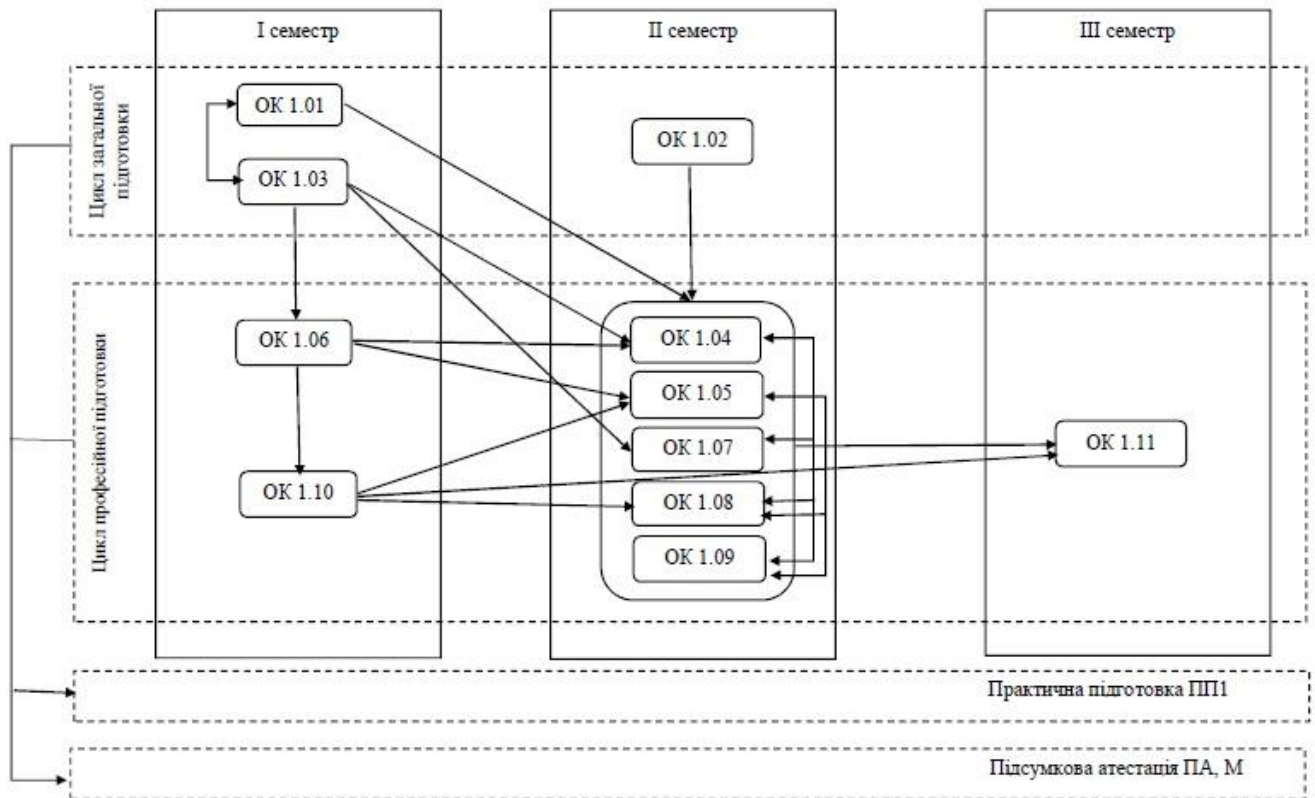 I семестр
II семестр
III семестр
Цикл загальної
підготовки
ОК 1.01
ОК 1.02
ОК 1.03
Цикл професійної підготовки
ОК 1.06
ОК 1.04
ОК 1.05
ОК 1.07
ОК 1.11
ОК 1.10
ОК 1.08
ОК 1.09
Практична підготовка ПП1
Підсумкова атестація ПА, М